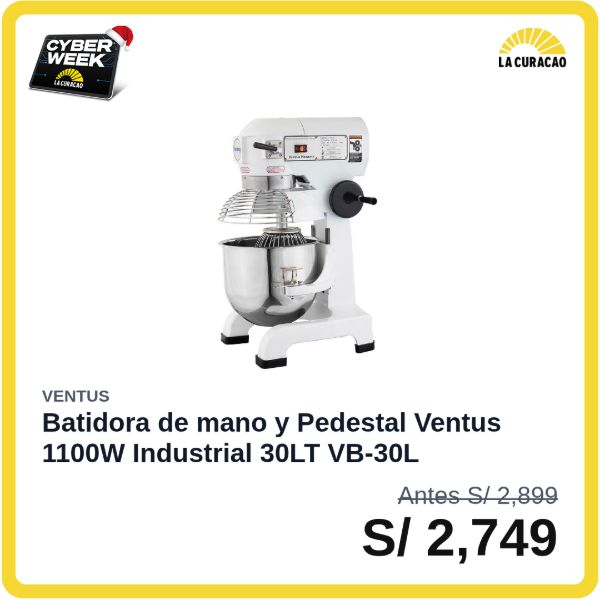 CYBER
WEEK
LA CURACAO
LA CURACAO
VENTUS
Batidora de mano y Pedestal Ventus
1100W Industrial 30LT VB-30L
Antes S/ 2,899
S/ 2,749